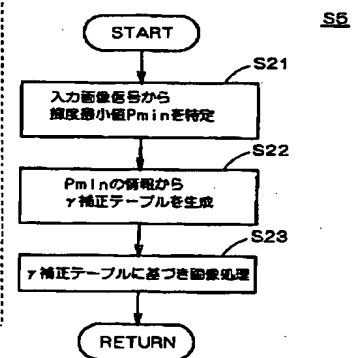 S5
START
S21
入力画像信号から
輝度最小値Pminを特定
S22
Pminの情報から
γ補正テーブルを生成
S23
γ補正テーブルに基づき画像処理
RETURN